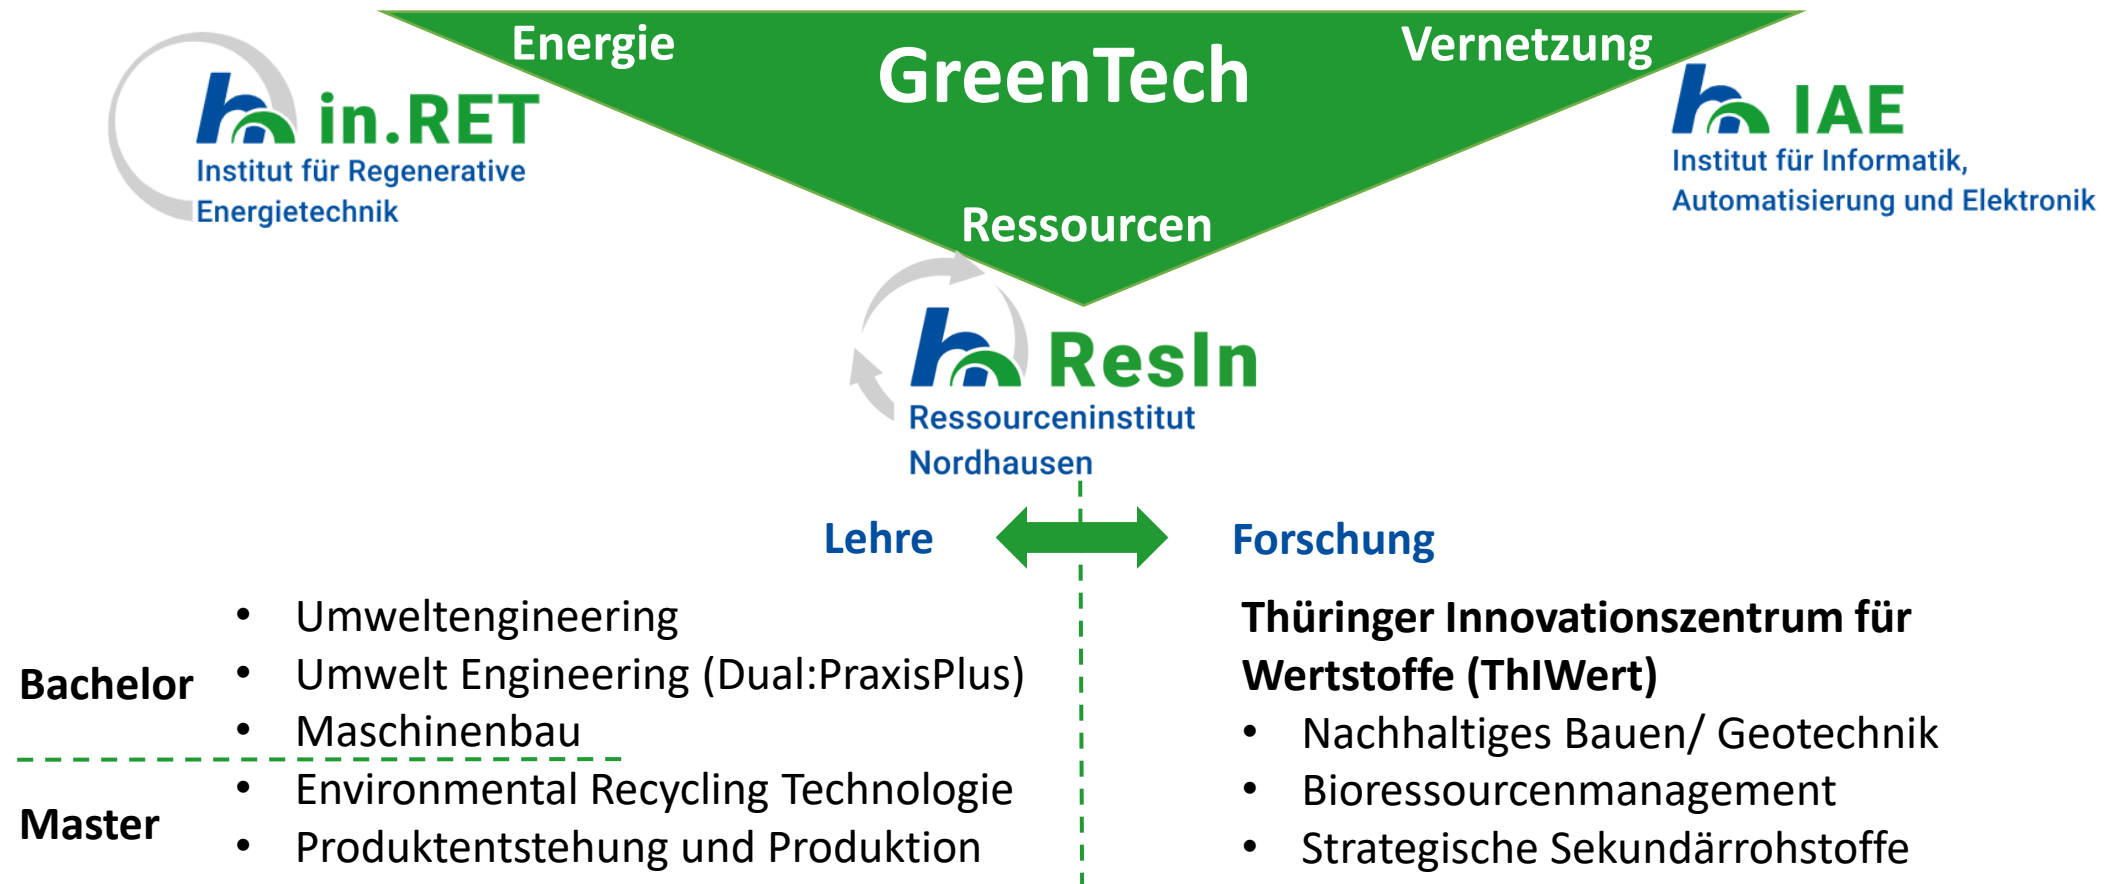 Energie
GreenTech
Vernetzung
in.RET
Institut für Regenerative
Energietechnik
IAE
Institut für Informatik,
Automatisierung und Elektronik
Ressourcen
ResIn
Ressourceninstitut
Nordhausen
Lehre
Forschung
Bachelor
• Umweltengineering
• Umwelt Engineering (Dual:PraxisPlus)
• Maschinenbau
Master
• Environmental Recycling Technologie
• Produktentstehung und Produktion
Thüringer Innovationszentrum für
Wertstoffe (ThIWert)
• Nachhaltiges Bauen/ Geotechnik
• Bioressourcenmanagement
• Strategische Sekundärrohstoffe